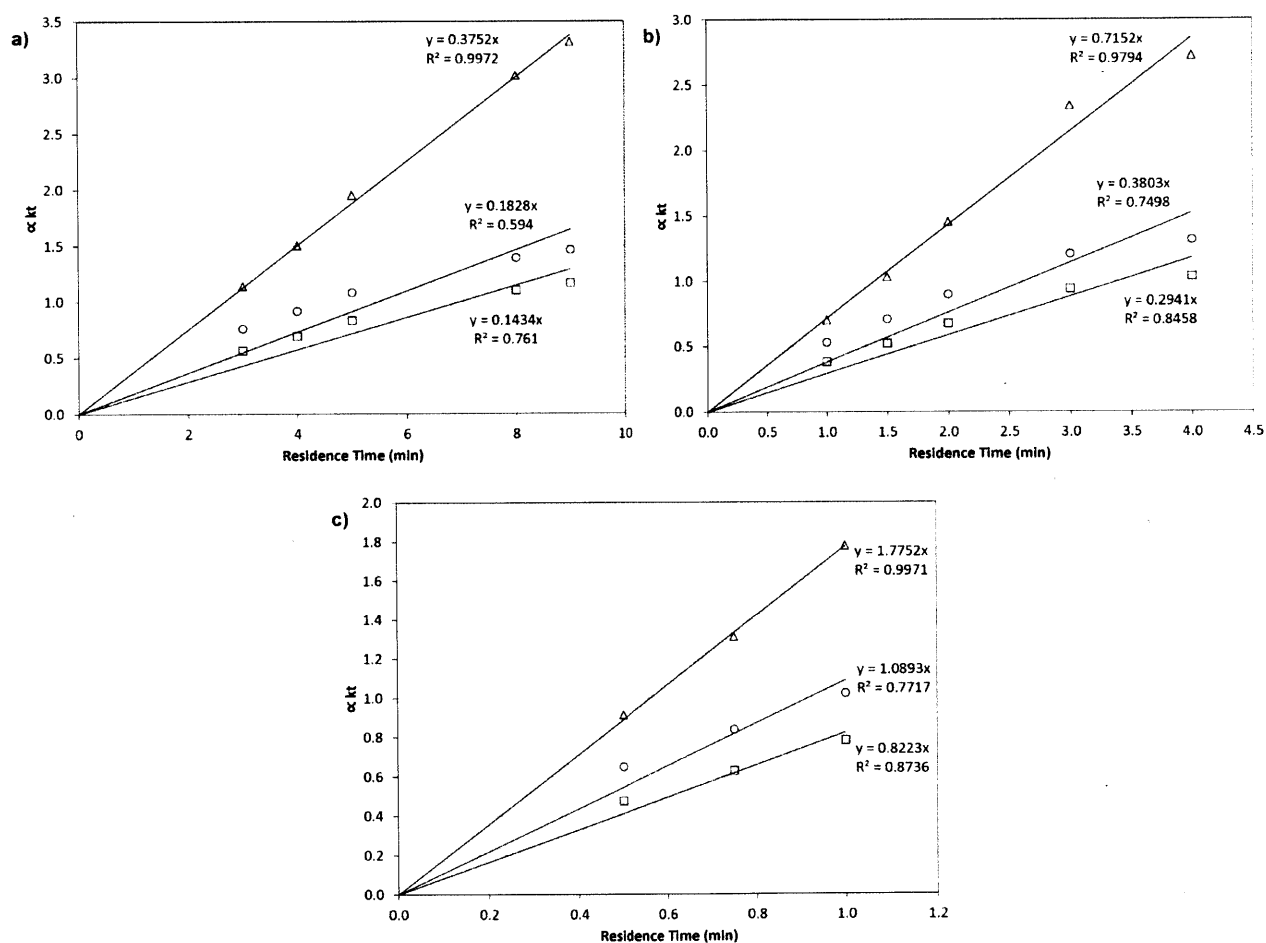 a)
3.5
3.0
2.5
2.0
1.5
1.0
0.5
0.0
∝ kt
y = 0.3752x
R² = 0.9972
y = 0.1828x
R² = 0.594
y = 0.1434x
R² = 0.761
0 2 4 6 8 10
Residence Time (min)
b)
3.0
2.5
2.0
1.5
1.0
0.5
0.0
∝ kt
y = 0.7152x
R² = 0.9794
y = 0.3803x
R² = 0.7498
y = 0.2941x
R² = 0.8458
0.0 0.5 1.0 1.5 2.0 2.5 3.0 3.5 4.0 4.5
Residence Time (min)
c)
2.0
1.8
1.6
1.4
1.2
1.0
0.8
0.6
0.4
0.2
0.0
∝ kt
y = 1.7752x
R² = 0.9971
y = 1.0893x
R² = 0.7717
y = 0.8223x
R² = 0.8736
0.0 0.2 0.4 0.6 0.8 1.0 1.2
Residence Time (min)